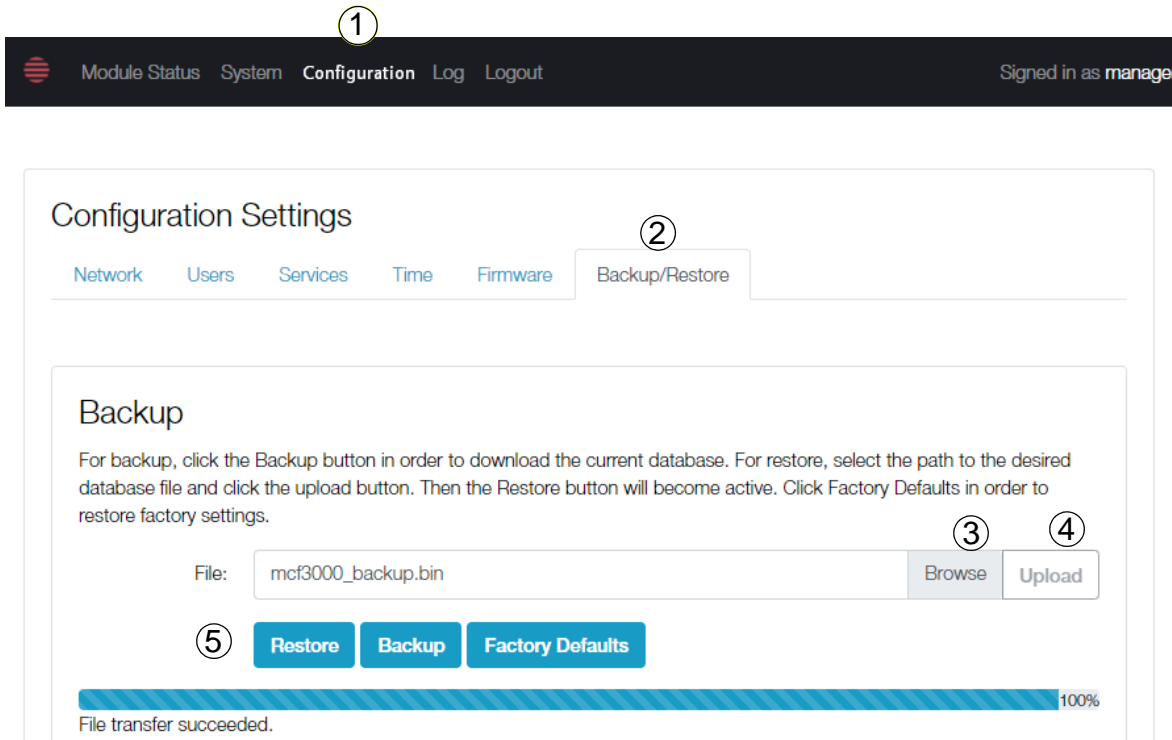 ①
Module Status System Configuration Log Logout Signed in as manage
Configuration Settings
②
Network Users Services Time Firmware Backup/Restore
Backup
For backup, click the Backup button in order to download the current database. For restore, select the path to the desired
database file and click the upload button. Then the Restore button will become active. Click Factory Defaults in order to
restore factory settings.
③ ④
File: mcf3000_backup.bin Browse Upload
⑤ Restore Backup Factory Defaults
100%
File transfer succeeded.